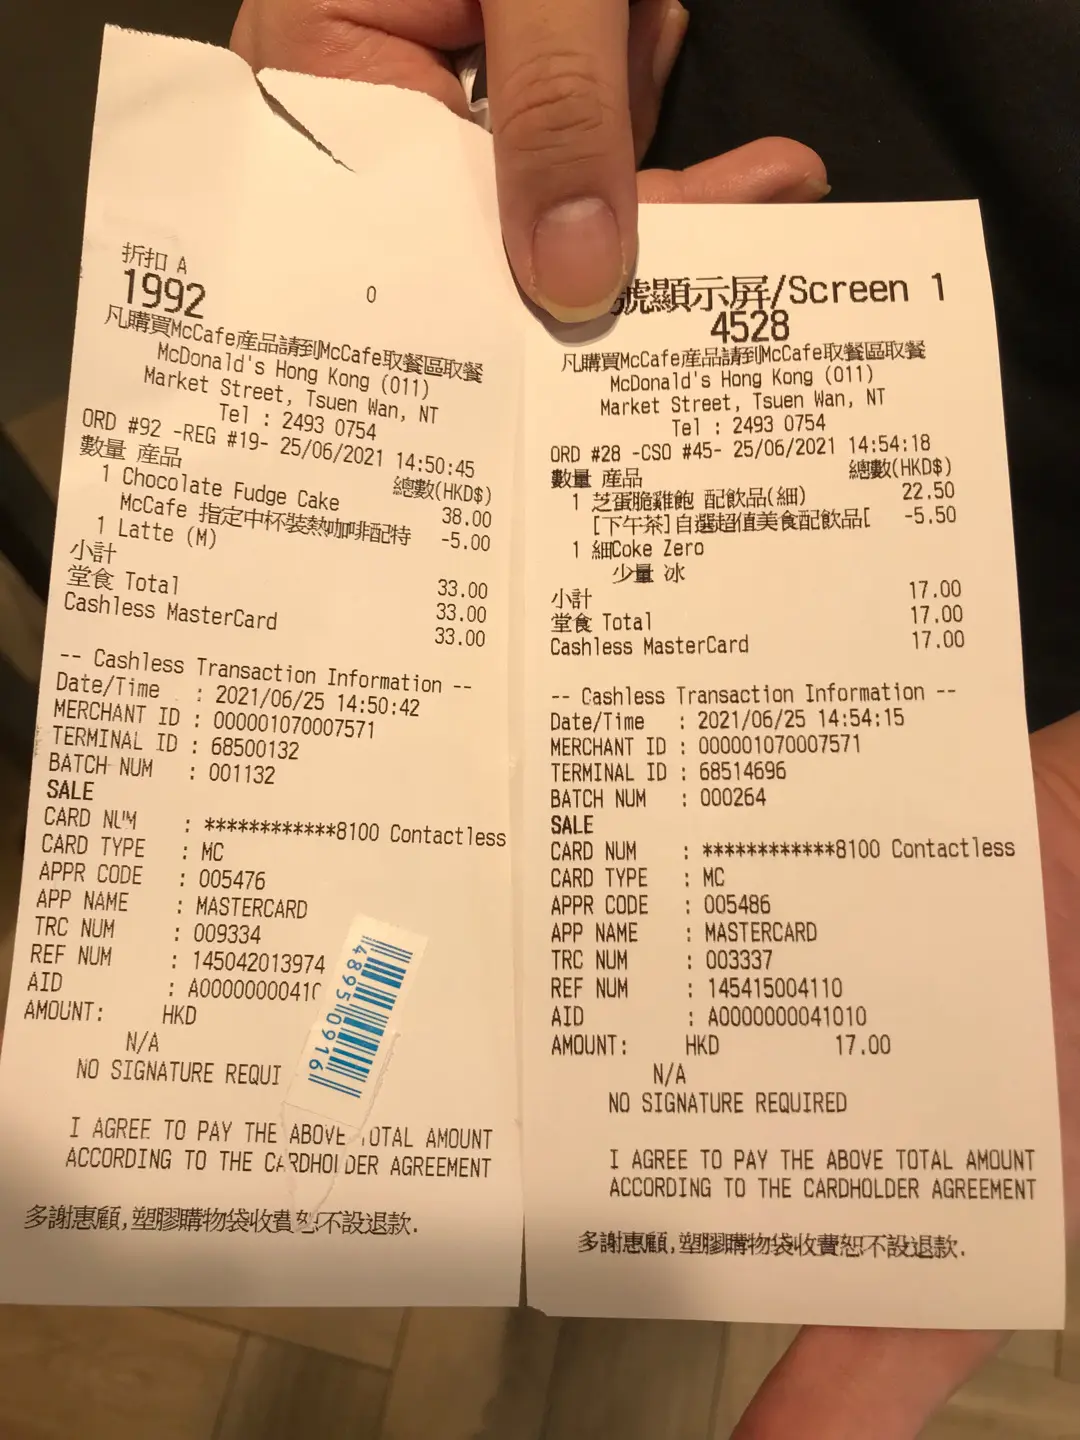 折扣 A
1992
0
凡購買McCafe産品請到McCafe取餐區取餐
McDonald's Hong Kong (011)
Market Street, Tsuen Wan, NT
Tel : 2493 0754
ORD #92 -REG #19- 25/06/2021 14:50:45
數量 産品 總數(HKD$)
1 Chocolate Fudge Cake 38.00
McCafe 指定中杯裝熱咖啡配特 -5.00
1 Latte (M)
小計 33.00
堂食 Total 33.00
Cashless MasterCard 33.00
-- Cashless Transaction Information --
Date/Time : 2021/06/25 14:50:42
MERCHANT ID : 000001070007571
TERMINAL ID : 68500132
BATCH NUM : 001132
SALE
CARD NUM : ************8100 Contactless
CARD TYPE : MC
APPR CODE : 005476
APP NAME : MASTERCARD
TRC NUM : 009334
REF NUM : 145042013974
AID : A00000000410
AMOUNT: HKD
N/A
NO SIGNATURE REQUI
I AGREE TO PAY THE ABOVE TOTAL AMOUNT
ACCORDING TO THE CARDHOLDER AGREEMENT
多謝惠顧,塑膠購物袋收費恕不設退款.
48950916
號顯示屏/Screen 1
4528
凡購買McCafe産品請到McCafe取餐區取餐
McDonald's Hong Kong (011)
Market Street, Tsuen Wan, NT
Tel : 2493 0754
ORD #28 -CSO #45- 25/06/2021 14:54:18
數量 産品 總數(HKD$)
1 芝蛋脆雞飽 配飲品(細) 22.50
[下午茶]自選超值美食配飲品[ -5.50
1 細Coke Zero
少量 冰
小計 17.00
堂食 Total 17.00
Cashless MasterCard 17.00
-- Cashless Transaction Information --
Date/Time : 2021/06/25 14:54:15
MERCHANT ID : 000001070007571
TERMINAL ID : 68514696
BATCH NUM : 000264
SALE
CARD NUM : ************8100 Contactless
CARD TYPE : MC
APPR CODE : 005486
APP NAME : MASTERCARD
TRC NUM : 003337
REF NUM : 145415004110
AID : A0000000041010
AMOUNT: HKD 17.00
N/A
NO SIGNATURE REQUIRED
I AGREE TO PAY THE ABOVE TOTAL AMOUNT
ACCORDING TO THE CARDHOLDER AGREEMENT
多謝惠顧,塑膠購物袋收費恕不設退款.